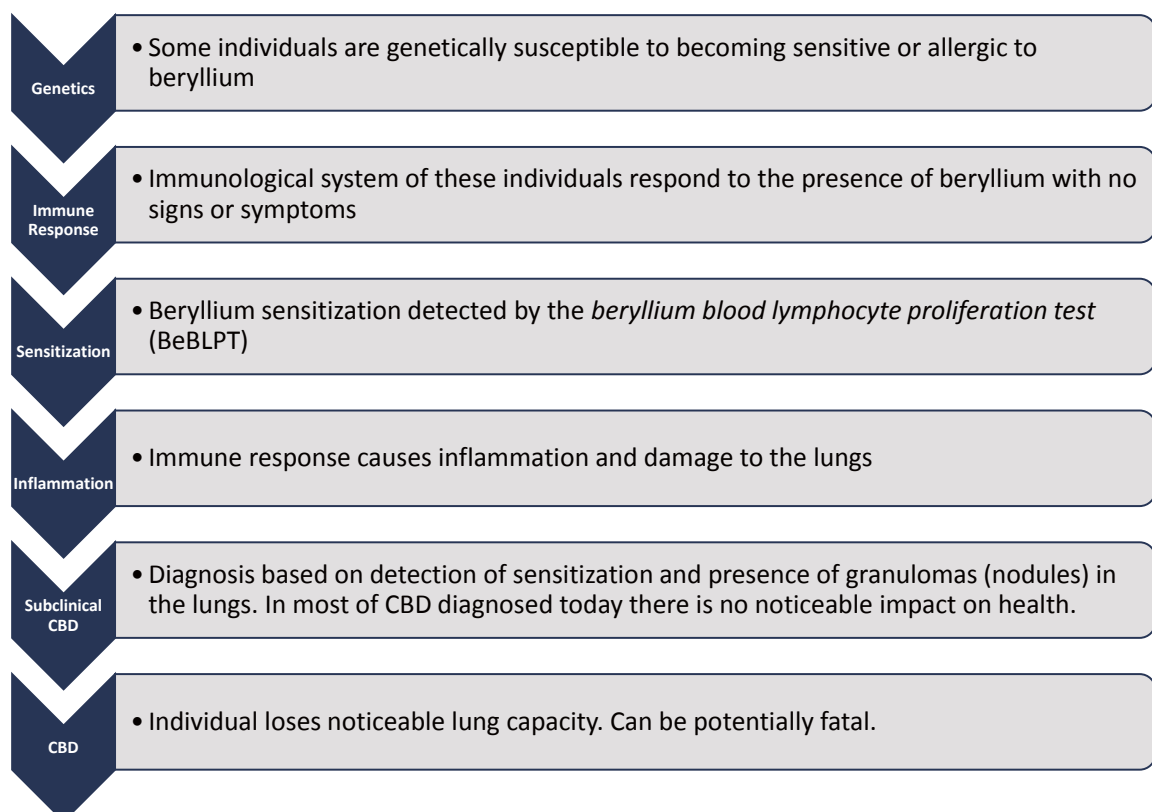 Genetics
• Some individuals are genetically susceptible to becoming sensitive or allergic to
beryllium
Immune
Response
• Immunological system of these individuals respond to the presence of beryllium with no
signs or symptoms
Sensitization
• Beryllium sensitization detected by the beryllium blood lymphocyte proliferation test
(BeBLPT)
Inflammation
• Immune response causes inflammation and damage to the lungs
Subclinical
CBD
• Diagnosis based on detection of sensitization and presence of granulomas (nodules) in
the lungs. In most of CBD diagnosed today there is no noticeable impact on health.
CBD
• Individual loses noticeable lung capacity. Can be potentially fatal.